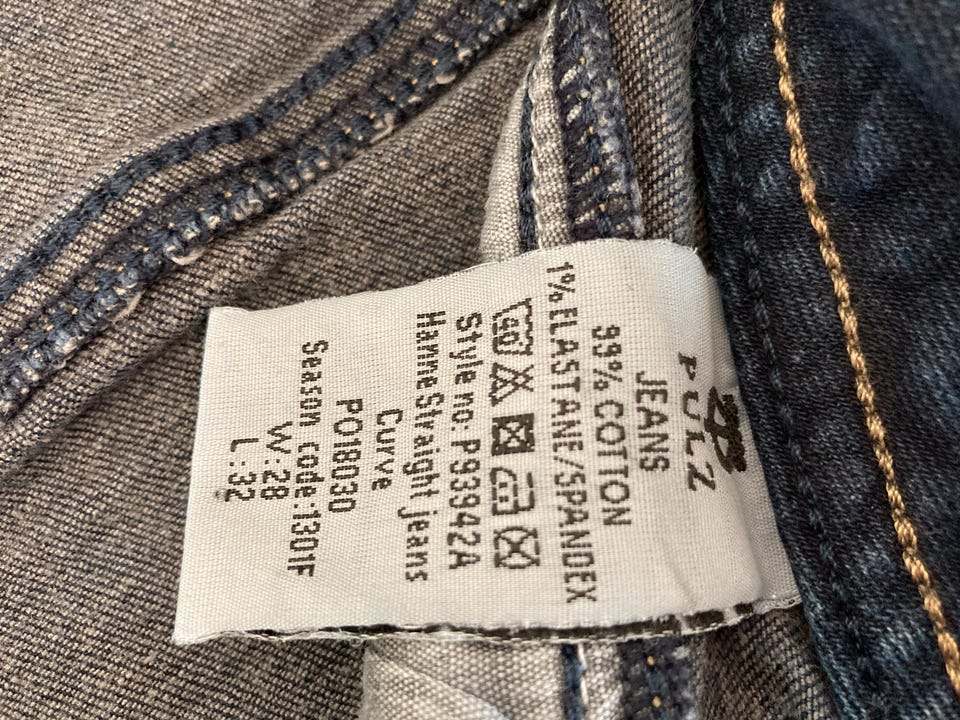 PULZ
JEANS
99% COTTON
1% ELASTANE/SPANDEX
40
Style no: P93942A
Hanne Straight jeans
Curve
PO18030
Season code:1301F
W:28
L:32